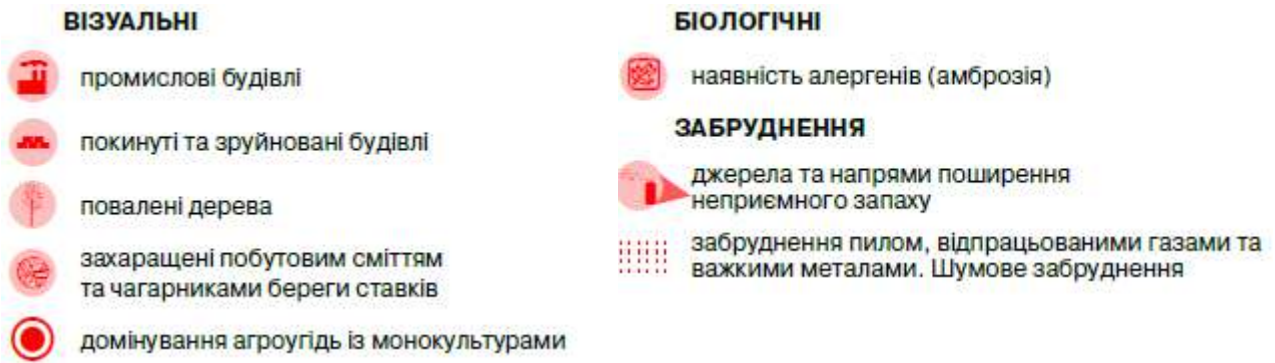 ВІЗУАЛЬНІ
промислові будівлі
покинуті та зруйновані будівлі
повалені дерева
захаращені побутовим сміттям
та чагарниками береги ставків
домінування агроугідь із монокультурами
БІОЛОГІЧНІ
наявність алергенів (амброзія)
ЗАБРУДНЕННЯ
джерела та напрями поширення
неприємного запаху
забруднення пилом, відпрацьованими газами та
важкими металами. Шумове забруднення